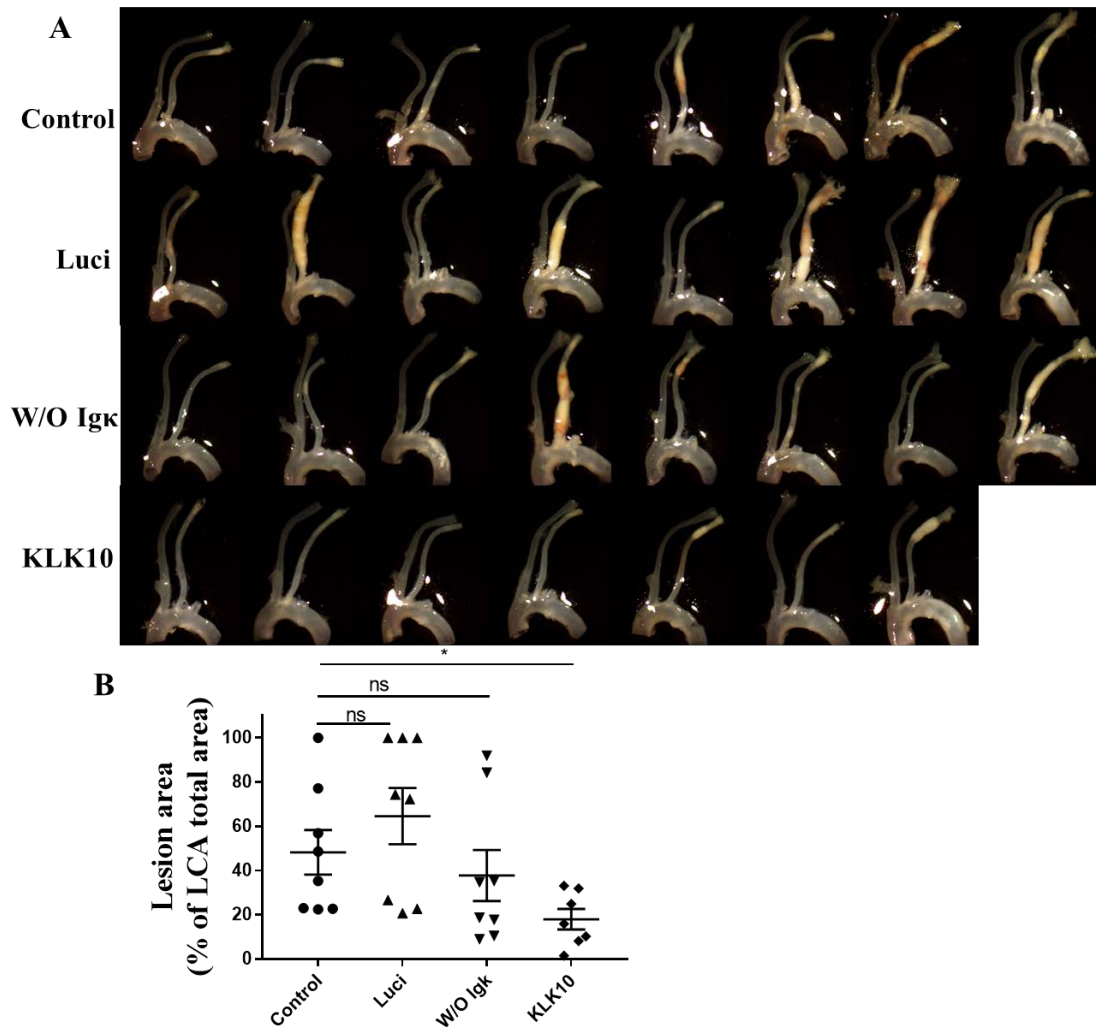 A
Control
Luci
W/O Igκ
KLK10
B
*
ns
ns
Lesion area
(% of LCA total area)
100
80
60
40
20
0
Control
Luci
W/O Igk
KLK10